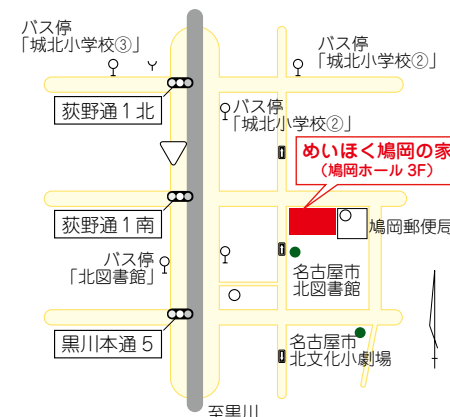 バス停
「城北小学校③」
バス停
「城北小学校②」
荻野通1北
バス停
「城北小学校②」
めいほく鳩岡の家
（鳩岡ホール 3F）
荻野通1南
鳩岡郵便局
バス停
「北図書館」
名古屋市
北図書館
黒川本通5
名古屋市
北文化小劇場
至黒川